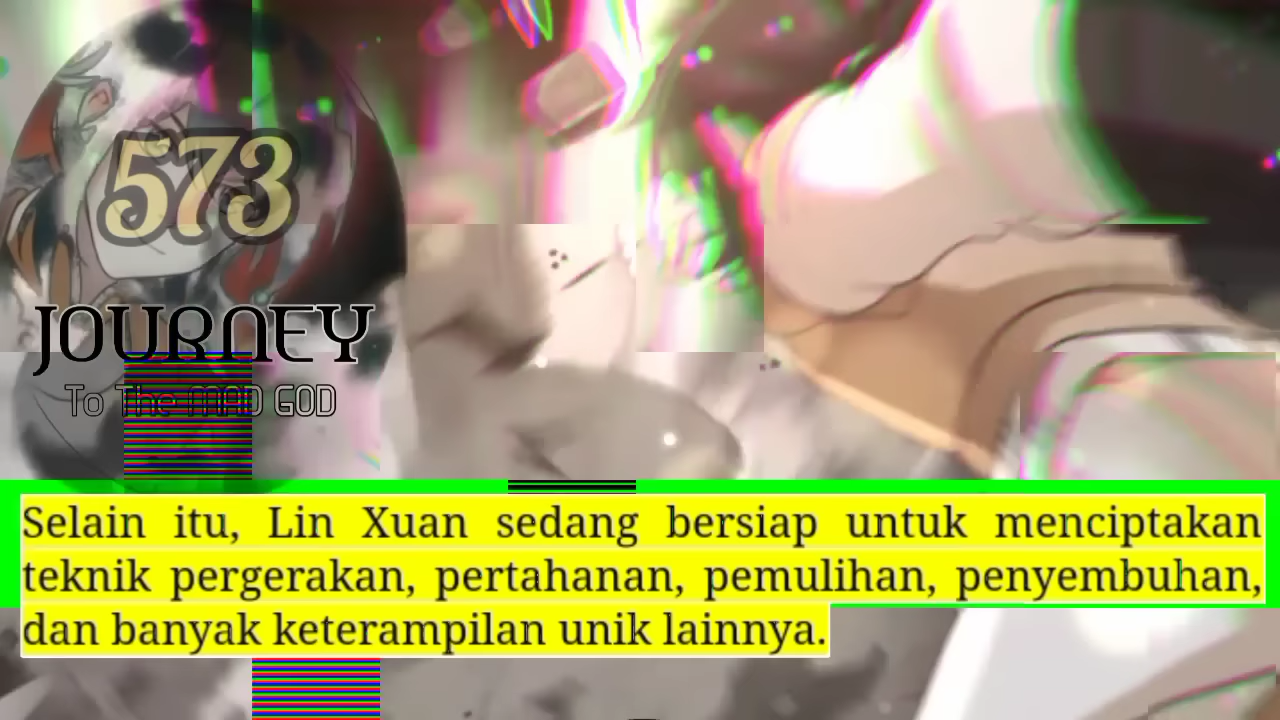 573
JOURNEY
To The MAD GOD
Selain itu, Lin Xuan sedang bersiap untuk menciptakan
teknik pergerakan, pertahanan, pemulihan, penyembuhan,
dan banyak keterampilan unik lainnya.